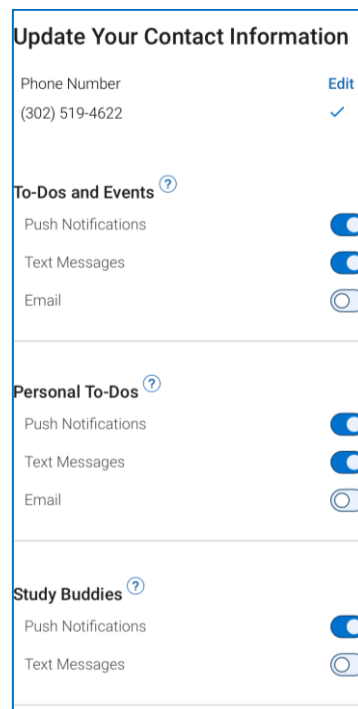 Update Your Contact Information
Phone Number Edit
(302) 519-4622
To-Dos and Events ?
Push Notifications
Text Messages
Email
Personal To-Dos ?
Push Notifications
Text Messages
Email
Study Buddies ?
Push Notifications
Text Messages